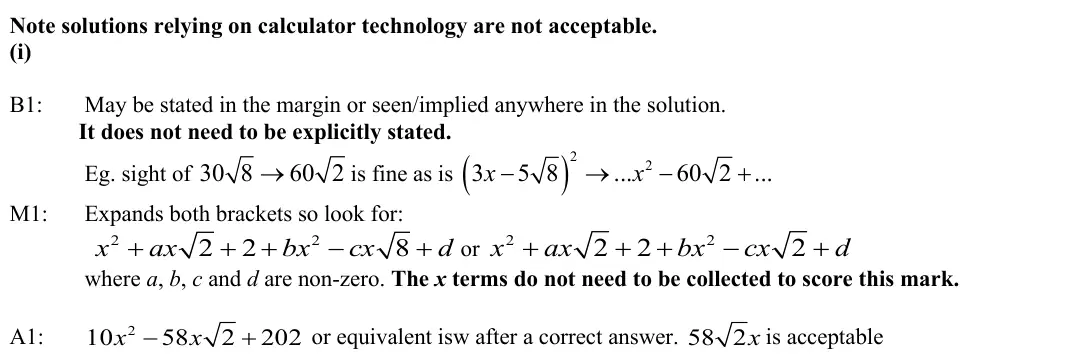 Note solutions relying on calculator technology are not acceptable.
(i)
B1: May be stated in the margin or seen/implied anywhere in the solution.
It does not need to be explicitly stated.
Eg. sight of 30√8 → 60√2 is fine as is (3x − 5√8)² → ...x² − 60√2 + ...
M1: Expands both brackets so look for:
x² + ax√2 + 2 + bx² − cx√8 + d or x² + ax√2 + 2 + bx² − cx√2 + d
where a, b, c and d are non-zero. The x terms do not need to be collected to score this mark.
A1: 10x² − 58x√2 + 202 or equivalent isw after a correct answer. 58√2x is acceptable